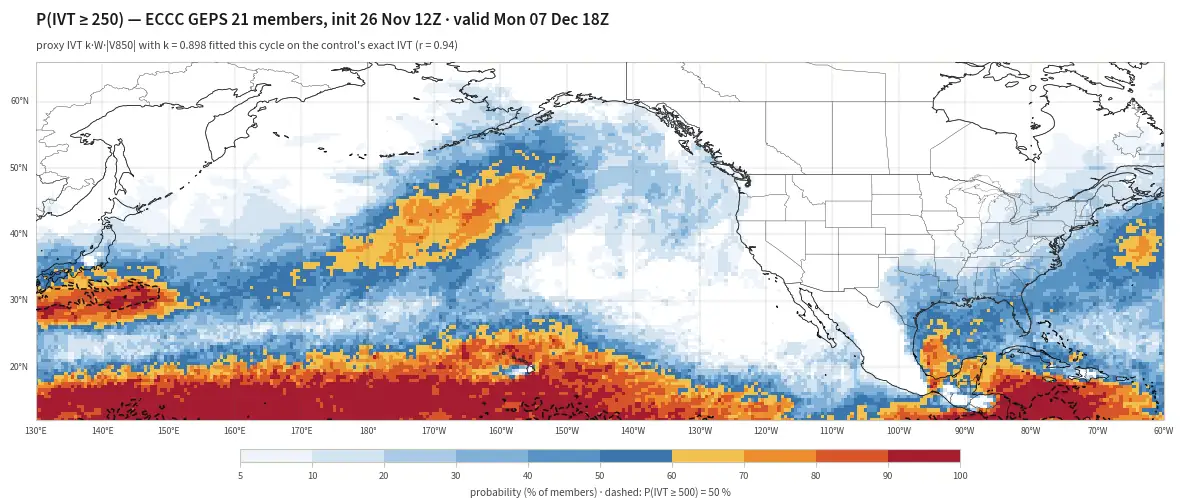 P(IVT ≥ 250) — ECCC GEPS 21 members, init 26 Nov 12Z · valid Mon 07 Dec 18Z
proxy IVT k·W·|V850| with k = 0.898 fitted this cycle on the control's exact IVT (r = 0.94)
60°N
50°N
40°N
30°N
20°N
130°E 140°E 150°E 160°E 170°E 180° 170°W 160°W 150°W 140°W 130°W 120°W 110°W 100°W 90°W 80°W 70°W 60°W
5 10 20 30 40 50 60 70 80 90 100
probability (% of members) · dashed: P(IVT ≥ 500) = 50 %